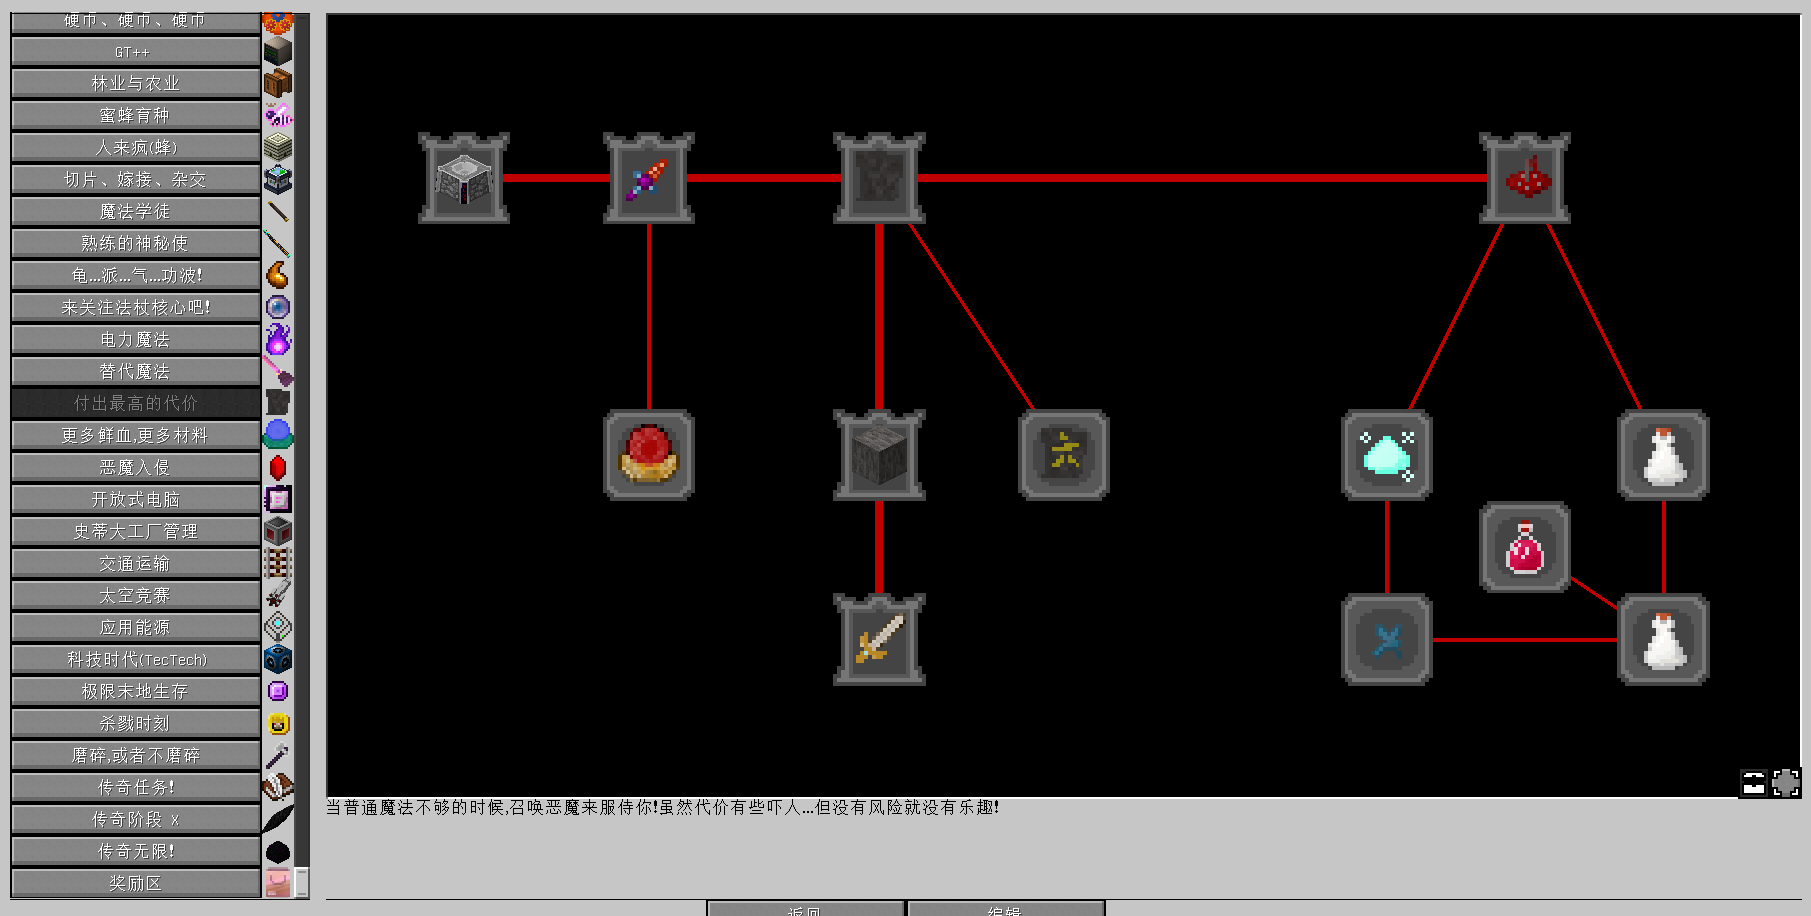 硬币、硬币、硬币
GT++
林业与农业
蜜蜂育种
人来疯(蜂)
切片、嫁接、杂交
魔法学徒
熟练的神秘使
龟...派...气...功波!
来关注法杖核心吧!
电力魔法
替代魔法
付出最高的代价
更多鲜血,更多材料
恶魔入侵
开放式电脑
史蒂夫工厂管理
交通运输
太空竞赛
应用能源
科技时代(TecTech)
极限末地生存
杀戮时刻
磨碎,或者不磨碎
传奇任务!
传奇阶段 X
传奇无限!
奖励区
当普通魔法不够的时候,召唤恶魔来服侍你!虽然代价有些吓人...但没有风险就没有乐趣!
返回
编辑